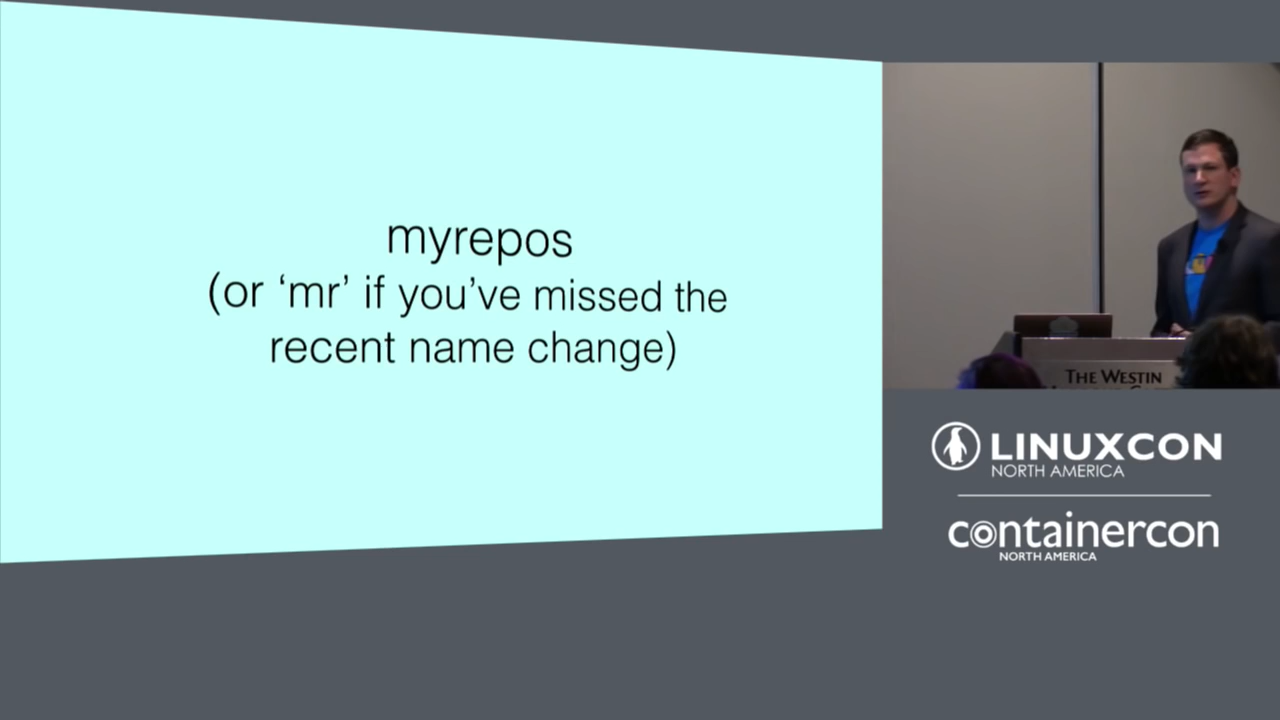 myrepos
(or ‘mr’ if you’ve missed the
recent name change)
THE WESTIN
LINUXCON
NORTH AMERICA
containercon
NORTH AMERICA